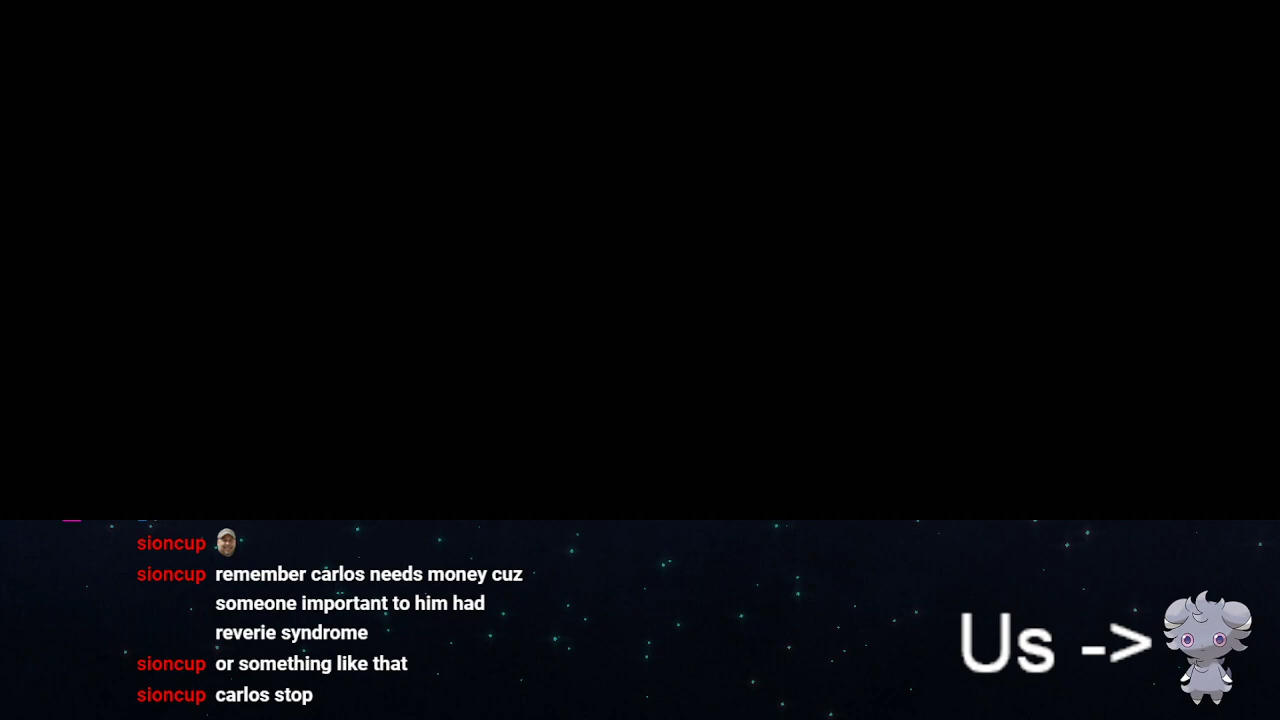 sioncup
sioncup remember carlos needs money cuz
someone important to him had
reverie syndrome
sioncup or something like that
sioncup carlos stop
Us ->